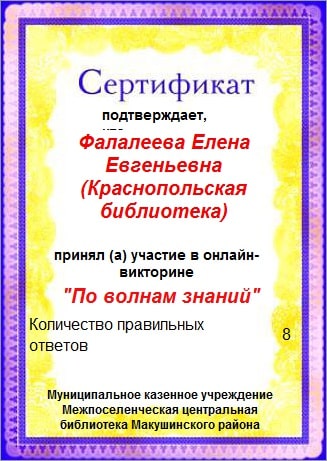 Сертификат
подтверждает,
Фалалеева Елена
Евгеньевна
(Краснопольская
библиотека)
принял (а) участие в онлайн-
викторине
"По волнам знаний"
Количество правильных
ответов
8
Муниципальное казенное учреждение
Межпоселенческая центральная
библиотека Макушинского района